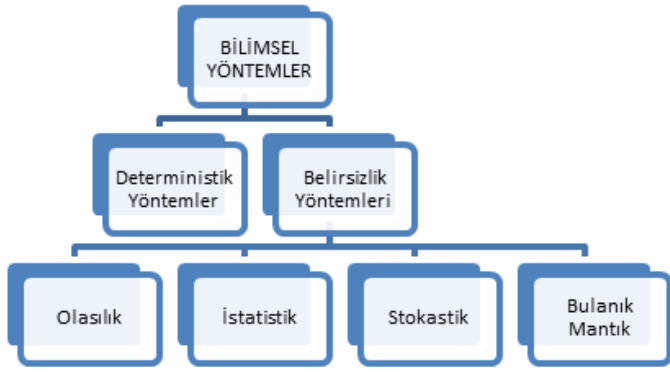 BİLİMSEL
YÖNTEMLER
Deterministik
Yöntemler
Belirsizlik
Yöntemleri
Olasılık
İstatistik
Stokastik
Bulanık
Mantık